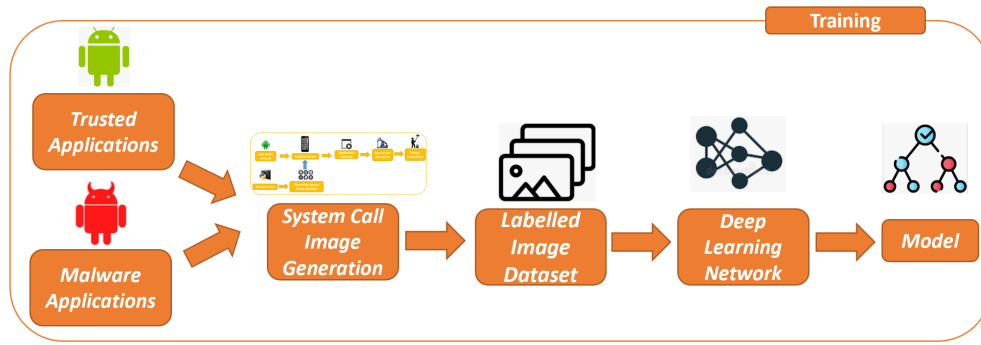 Training
Trusted
Applications
Malware
Applications
System Call
Image
Generation
Labelled
Image
Dataset
Deep
Learning
Network
Model